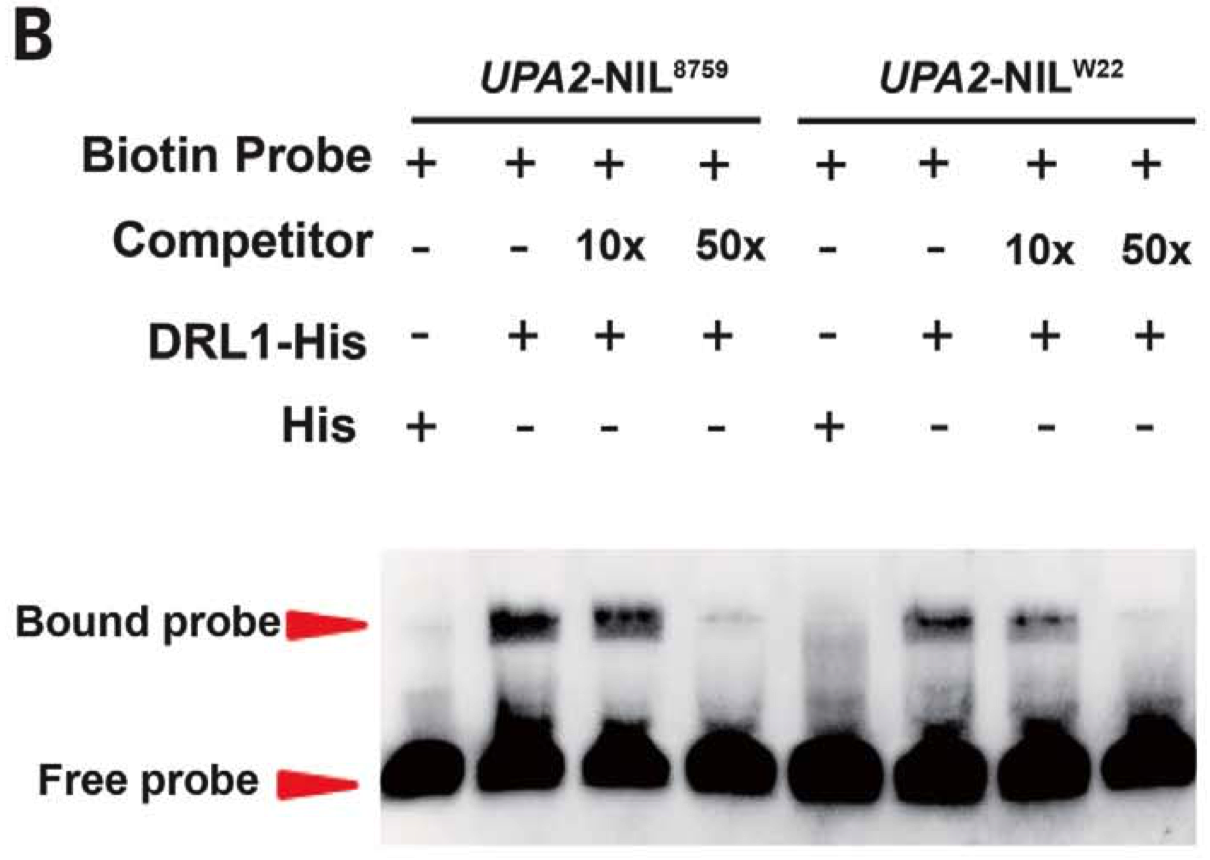 B
UPA2-NIL⁸⁷⁵⁹ UPA2-NILᵂ²²
Biotin Probe + + + + + + + +
Competitor - - 10x 50x - - 10x 50x
DRL1-His - + + + - + + +
His + - - - + - - -
Bound probe
Free probe